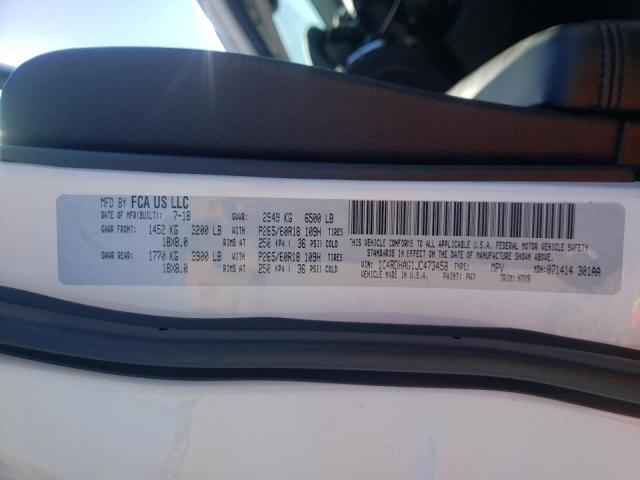 MFD BY FCA US LLC
DATE OF MFR(BUILT): 7-18 GVWR: 2949 KG 6500 LB
GAWR FRONT: 1452 KG 3200 LB WITH P265/60R18 109H TIRES
18X8.0 RIMS AT 250 KPA ( 36 PSI) COLD
GAWR REAR: 1770 KG 3900 LB WITH P265/60R18 109H TIRES
18X8.0 RIMS AT 250 KPA ( 36 PSI) COLD
THIS VEHICLE CONFORMS TO ALL APPLICABLE U.S.A. FEDERAL MOTOR VEHICLE SAFETY
STANDARDS IN EFFECT ON THE DATE OF MANUFACTURE SHOWN ABOVE.
VIN: 1C4RDHAG1JC473458 TYPE: MPV MDH: 071414 301AA
VEHICLE MADE IN U.S.A. PAINT: PW7 TRIM: